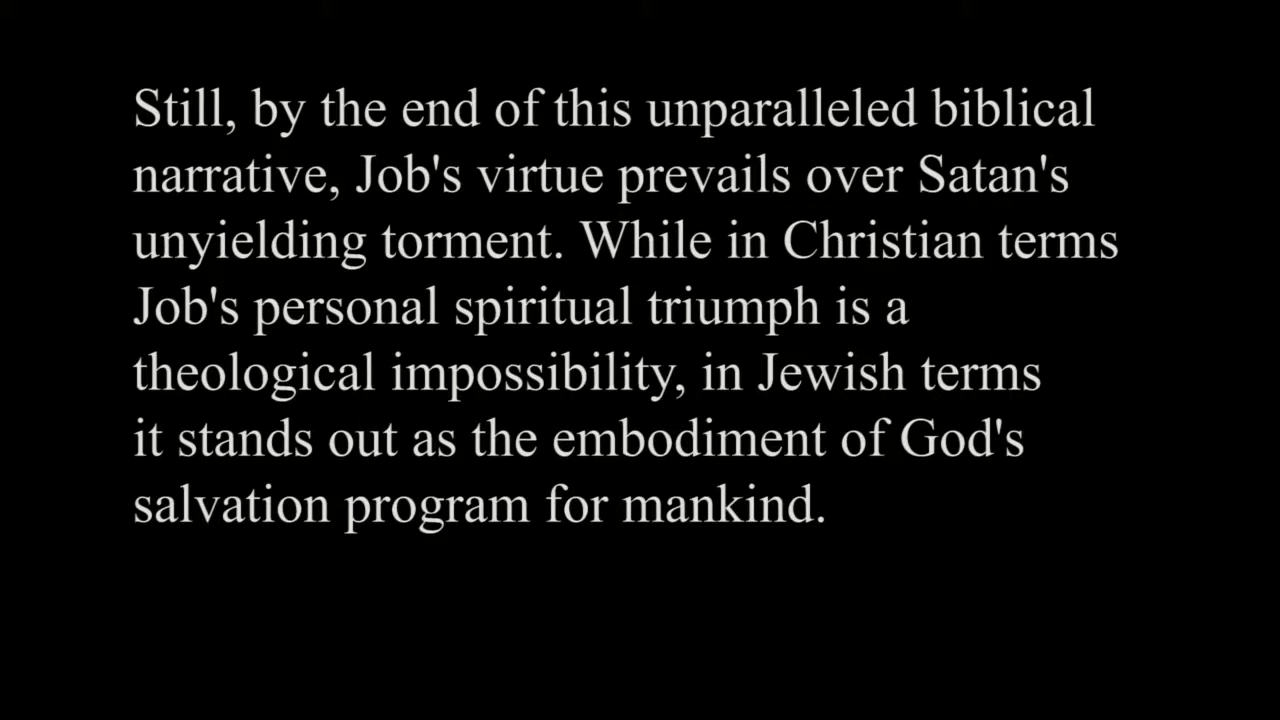 Still, by the end of this unparalleled biblical
narrative, Job's virtue prevails over Satan's
unyielding torment. While in Christian terms
Job's personal spiritual triumph is a
theological impossibility, in Jewish terms
it stands out as the embodiment of God's
salvation program for mankind.